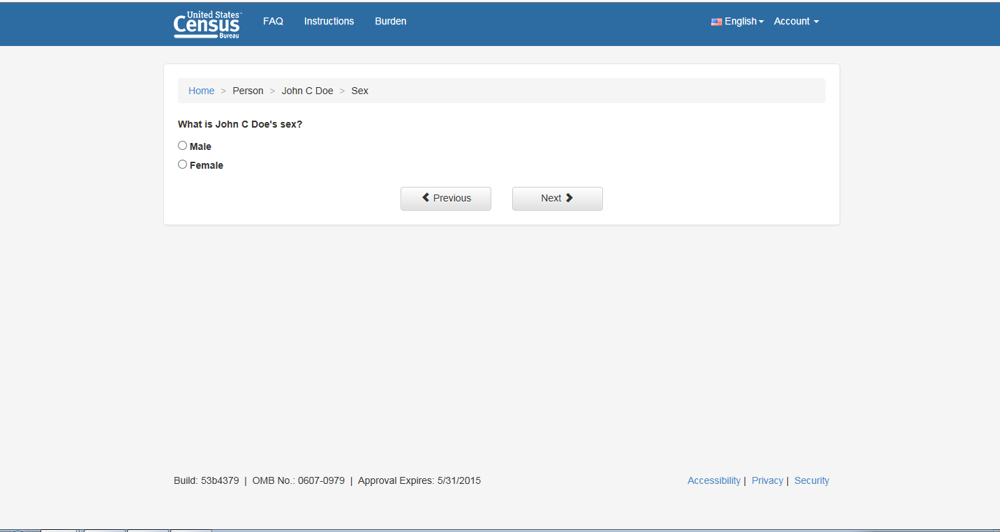 United States™
Census
Bureau
FAQ Instructions Burden English Account
Home > Person > John C Doe > Sex
What is John C Doe's sex?
Male
Female
Previous Next
Build: 53b4379 | OMB No.: 0607-0979 | Approval Expires: 5/31/2015 Accessibility | Privacy | Security